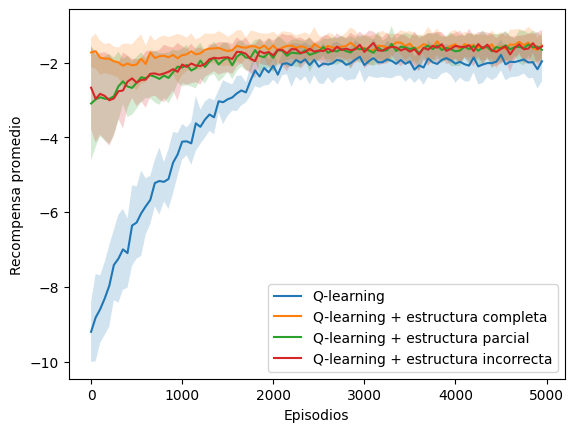 −2
−4
−6
−8
−10
Recompensa promedio
0
1000
2000
3000
4000
5000
Episodios
Q-learning
Q-learning + estructura completa
Q-learning + estructura parcial
Q-learning + estructura incorrecta